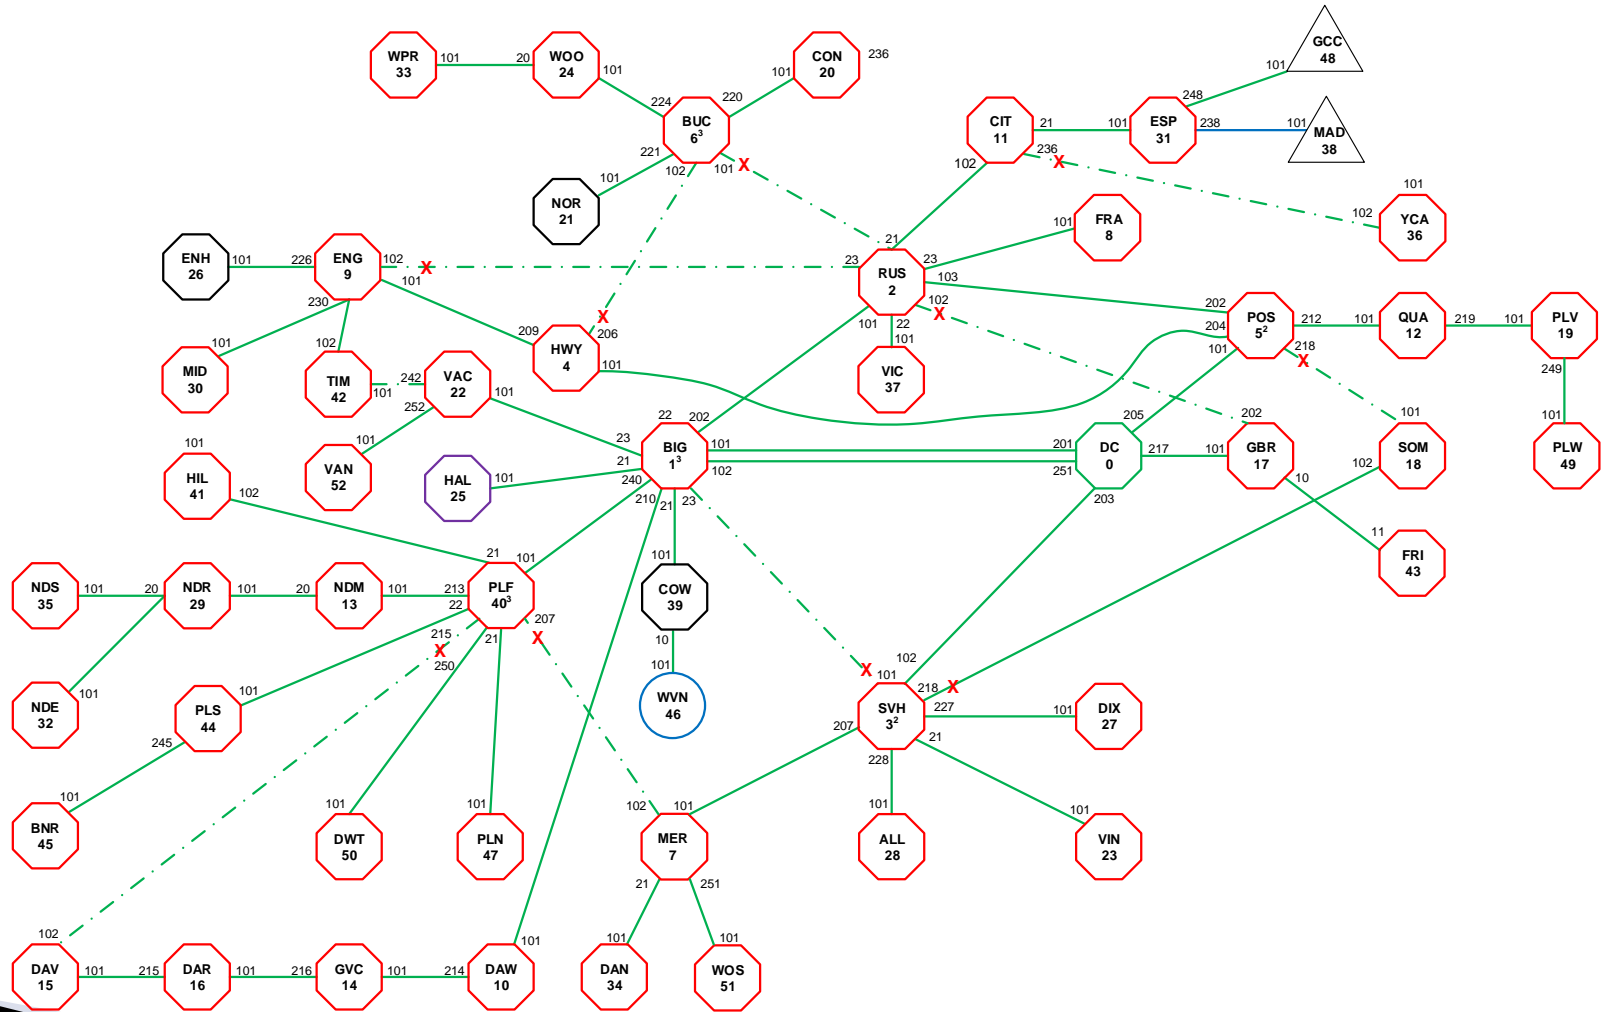 WPR
33
101
20
WOO
24
101
224
220
101
CON
20
236
BUC
6³
221
102
101
X
101
NOR
21
CIT
11
21
236
X
102
101
ESP
31
248
238
101
GCC
48
101
MAD
38
101
102
YCA
36
101
FRA
8
ENH
26
101
226
ENG
9
102
X
101
230
21
23
23
RUS
2
103
102
X
101
22
101
VIC
37
101
MID
30
102
TIM
42
101
242
VAC
22
101
252
X
206
209
HWY
4
101
202
204
101
POS
5²
212
218
X
101
QUA
12
219
101
PLV
19
249
101
PLW
49
101
VAN
52
101
HIL
41
102
HAL
25
101
22
202
23
BIG
1³
101
102
21
240
210
21
23
205
201
251
DC
0
217
203
202
101
GBR
17
10
101
SOM
18
102
11
FRI
43
NDS
35
101
20
NDR
29
101
20
NDM
13
101
213
21
101
PLF
40³
22
207
X
215
X
250
21
101
COW
39
10
101
WVN
46
NDE
32
101
PLS
44
101
245
101
BNR
45
X
102
101
218
X
SVH
3²
227
207
21
228
101
DIX
27
101
DWT
50
101
PLN
47
102
101
MER
7
21
251
101
ALL
28
101
VIN
23
102
DAV
15
101
215
DAR
16
101
216
GVC
14
101
214
DAW
10
101
101
DAN
34
101
WOS
51